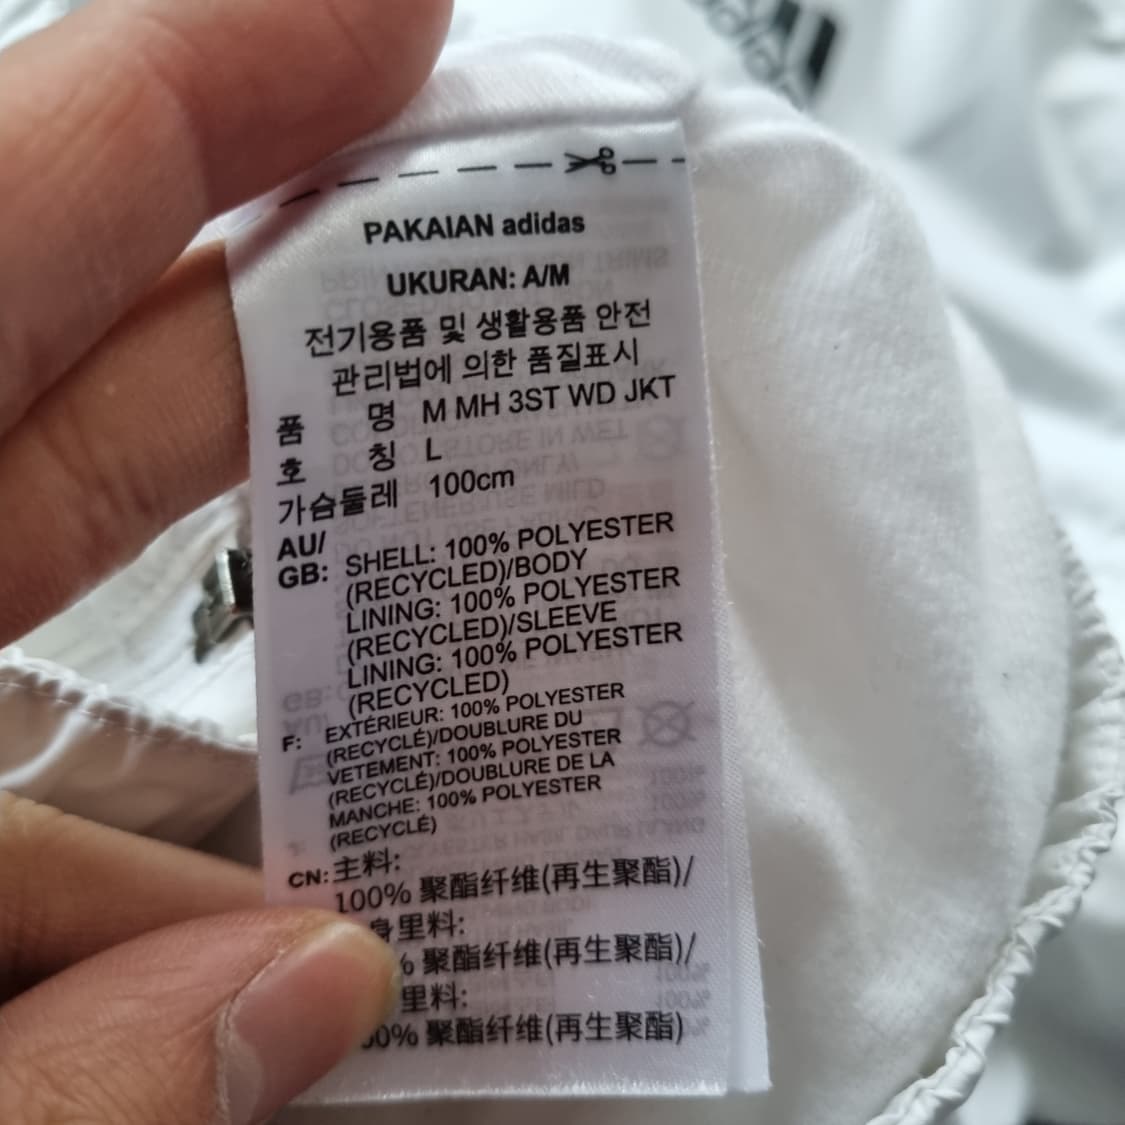 adidas
PAKAIAN adidas
UKURAN: A/M
전기용품 및 생활용품 안전
관리법에 의한 품질표시
품 명 M MH 3ST WD JKT
호 칭 L
가슴둘레 100cm
AU/
GB: SHELL: 100% POLYESTER
(RECYCLED)/BODY
LINING: 100% POLYESTER
(RECYCLED)/SLEEVE
LINING: 100% POLYESTER
(RECYCLED)
F: EXTÉRIEUR: 100% POLYESTER
(RECYCLÉ)/DOUBLURE DU
VETEMENT: 100% POLYESTER
(RECYCLÉ)/DOUBLURE DE LA
MANCHE: 100% POLYESTER
(RECYCLÉ)
CN: 主料:
100% 聚酯纤维(再生聚酯)/
身里料:
% 聚酯纤维(再生聚酯)/
里料:
00% 聚酯纤维(再生聚酯)